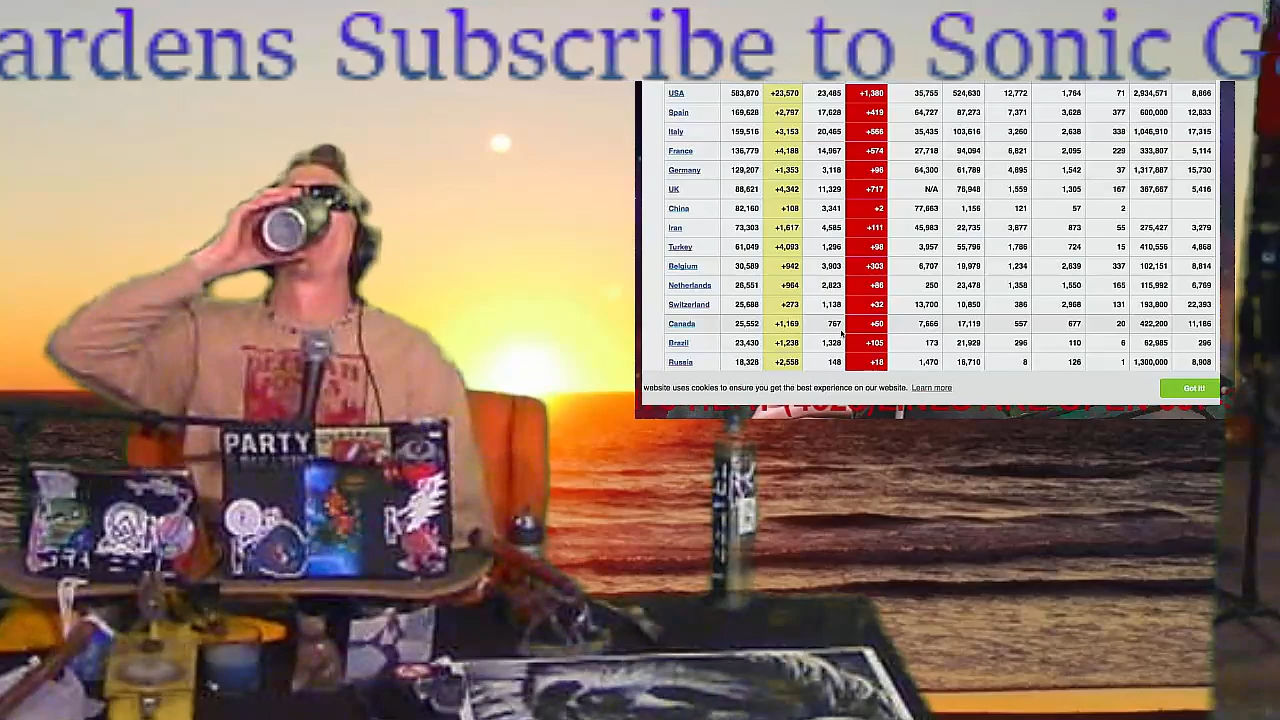 ardens Subscribe to Sonic G
USA 583,870 +23,570 23,485 +1,380 35,755 524,630 12,772 1,764 71 2,934,571 8,866
Spain 169,628 +2,797 17,628 +419 64,727 87,273 7,371 3,628 377 600,000 12,833
Italy 159,516 +3,153 20,465 +566 35,435 103,616 3,260 2,638 338 1,046,910 17,315
France 136,779 +4,188 14,967 +574 27,718 94,094 6,821 2,095 229 333,807 5,114
Germany 129,207 +1,353 3,118 +96 64,300 61,789 4,895 1,542 37 1,317,887 15,730
UK 88,621 +4,342 11,329 +717 N/A 76,948 1,559 1,305 167 367,667 5,416
China 82,160 +108 3,341 +2 77,663 1,156 121 57 2
Iran 73,303 +1,617 4,585 +111 45,983 22,735 3,877 873 55 275,427 3,279
Turkey 61,049 +4,093 1,296 +98 3,957 55,796 1,786 724 15 410,556 4,868
Belgium 30,589 +942 3,903 +303 6,707 19,979 1,234 2,639 337 102,151 8,814
Netherlands 26,551 +964 2,823 +86 250 23,478 1,358 1,550 165 115,992 6,769
Switzerland 25,688 +273 1,138 +32 13,700 10,850 386 2,968 131 193,800 22,393
Canada 25,552 +1,169 767 +50 7,666 17,119 557 677 20 422,200 11,186
Brazil 23,430 +1,238 1,328 +105 173 21,929 296 110 6 62,985 296
Russia 18,328 +2,558 148 +18 1,470 16,710 8 126 1 1,300,000 8,908
website uses cookies to ensure you get the best experience on our website. Learn more Got it!
PARTY